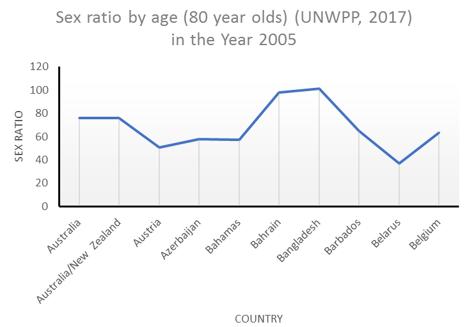 Sex ratio by age (80 year olds) (UNWPP, 2017)
in the Year 2005
120
100
80
60
40
20
0
SEX RATIO
Australia
Australia/New Zealand
Austria
Azerbaijan
Bahamas
Bahrain
Bangladesh
Barbados
Belarus
Belgium
COUNTRY